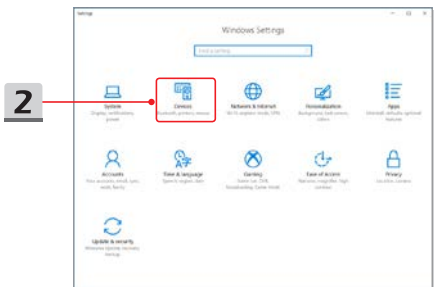 Settings
Windows Settings
Find a setting
2
System
Display, notifications,
power
Devices
Bluetooth, printers, mouse
Network & Internet
Wi-Fi, airplane mode, VPN
Personalization
Background, lock screen,
colors
Apps
Uninstall, defaults, optional
features
Accounts
Your accounts, email, sync,
work, family
Time & language
Speech, region, date
Gaming
Game bar, DVR,
broadcasting, Game Mode
Ease of Access
Narrator, magnifier, high
contrast
Privacy
Location, camera
Update & security
Windows Update, recovery,
backup